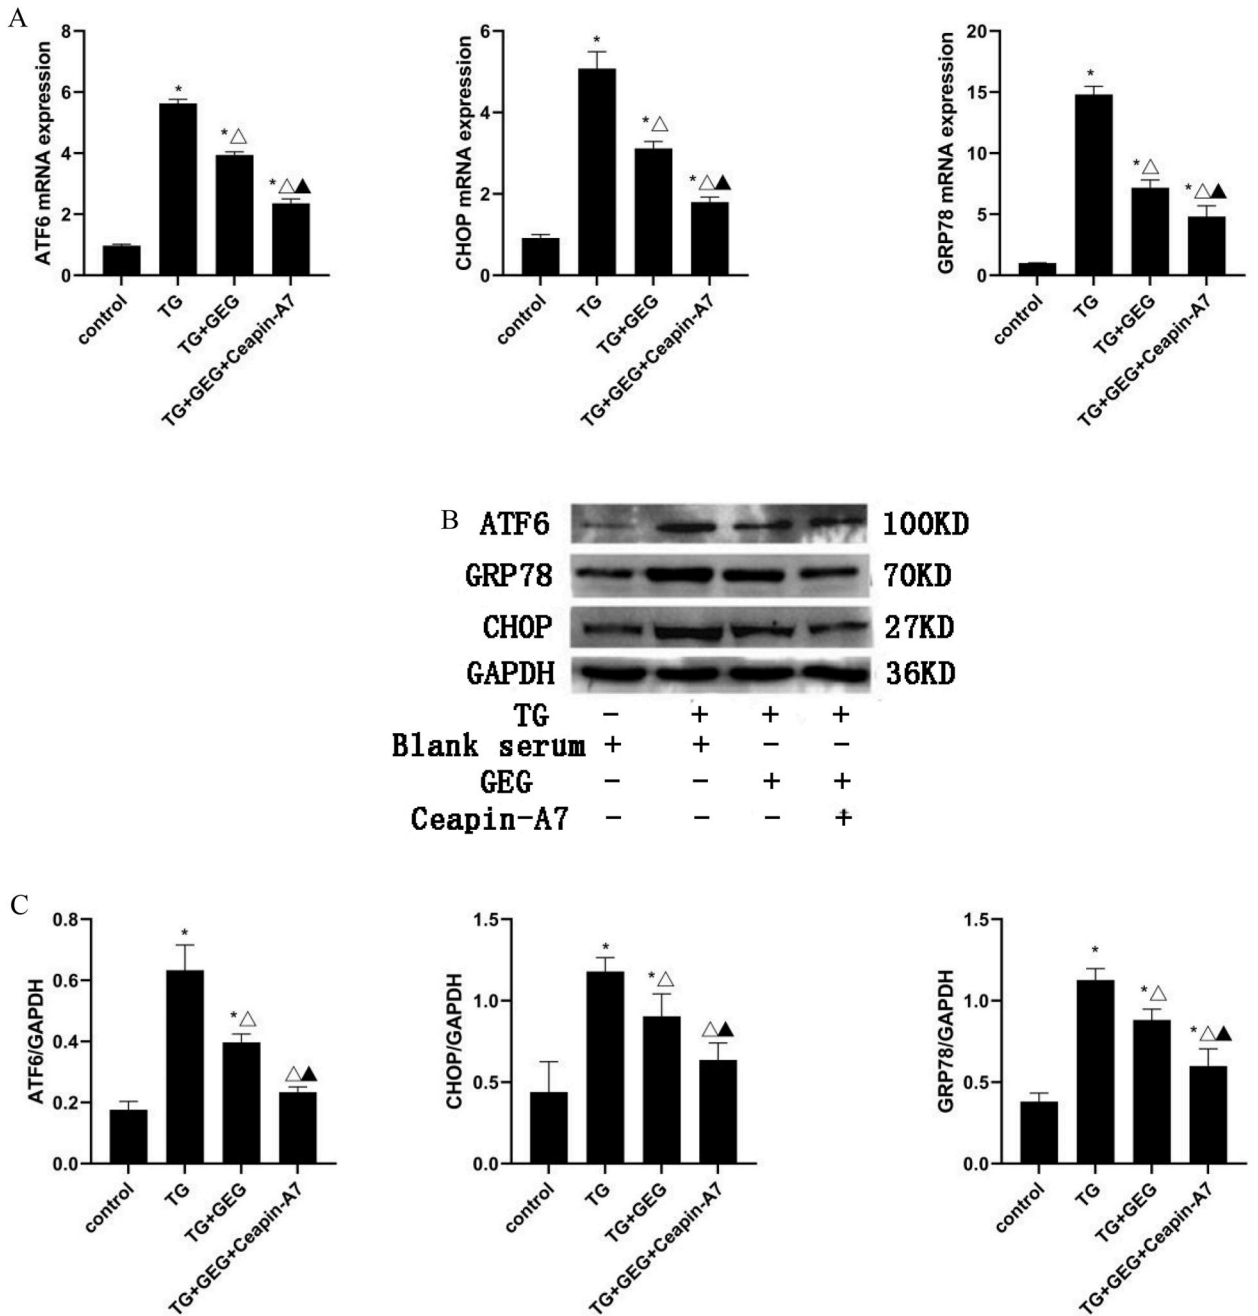 A
ATF6 mRNA expression
8
6
4
2
0
*
*△
*△▲
control
TG
TG+GEG
TG+GEG+Ceapin-A7
CHOP mRNA expression
6
4
2
0
*
*△
*△▲
control
TG
TG+GEG
TG+GEG+Ceapin-A7
GRP78 mRNA expression
20
15
10
5
0
*
*△
*△▲
control
TG
TG+GEG
TG+GEG+Ceapin-A7
B
ATF6 100KD
GRP78 70KD
CHOP 27KD
GAPDH 36KD
TG − + + +
Blank serum + + − −
GEG − − + +
Ceapin-A7 − − − +
C
ATF6/GAPDH
0.8
0.6
0.4
0.2
0.0
*
*△
△▲
control
TG
TG+GEG
TG+GEG+Ceapin-A7
CHOP/GAPDH
1.5
1.0
0.5
0.0
*
*△
△▲
control
TG
TG+GEG
TG+GEG+Ceapin-A7
GRP78/GAPDH
1.5
1.0
0.5
0.0
*
*△
*△▲
control
TG
TG+GEG
TG+GEG+Ceapin-A7